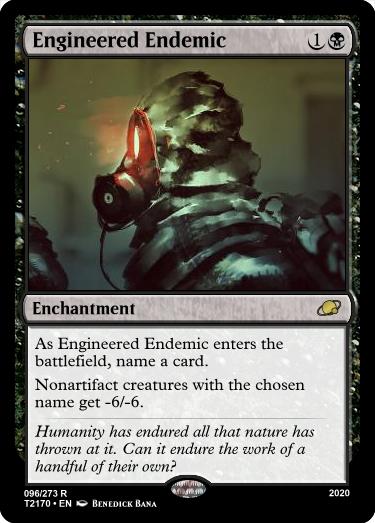 Engineered Endemic 1
Enchantment
As Engineered Endemic enters the
battlefield, name a card.
Nonartifact creatures with the chosen
name get -6/-6.
Humanity has endured all that nature has
thrown at it. Can it endure the work of a
handful of their own?
096/273 R 2020
T2170 • EN BENEDICK BANA